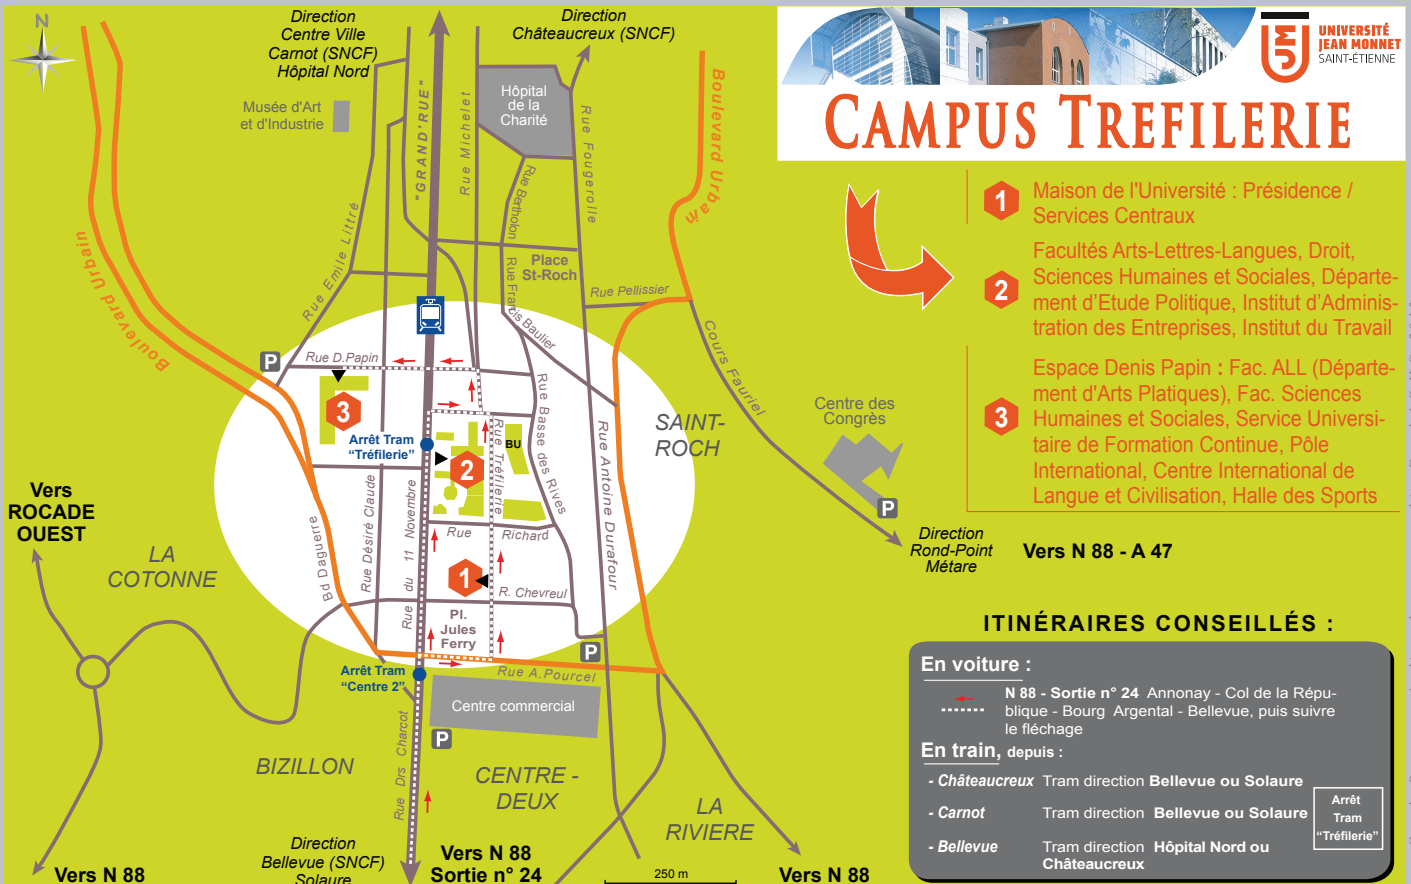 N
Direction
Centre Ville
Carnot (SNCF)
Hôpital Nord
Direction
Châteaucreux (SNCF)
Musée d'Art
et d'Industrie
Hôpital
de la
Charité
"GRAND'RUE"
Rue Michelet
Rue Fougerolle
Boulevard Urbain
Boulevard Urbain
Rue Emile Littré
Rue Bertholon
Rue Francis Baulier
Place
St-Roch
Rue Pellissier
Cours Fauriel
UNIVERSITÉ
JEAN MONNET
SAINT-ÉTIENNE
UJM
CAMPUS TREFILERIE
1
Maison de l'Université : Présidence /
Services Centraux
2
Facultés Arts-Lettres-Langues, Droit,
Sciences Humaines et Sociales, Départe-
ment d'Etude Politique, Institut d'Adminis-
tration des Entreprises, Institut du Travail
3
Espace Denis Papin : Fac. ALL (Départe-
ment d'Arts Platiques), Fac. Sciences
Humaines et Sociales, Service Universi-
taire de Formation Continue, Pôle
International, Centre International de
Langue et Civilisation, Halle des Sports
P
Rue D.Papin
3
Arrêt Tram
"Tréfilerie"
2
BU
Rue Tréfilerie
Rue Basse des Rives
Rue Antoine Durafour
SAINT-
ROCH
Centre des
Congrès
P
Direction
Rond-Point
Métare
Vers N 88 - A 47
Vers
ROCADE
OUEST
LA
COTONNE
Bd Daguerre
Rue Désiré Claude
Rue du 11 Novembre
Rue Richard
1
R. Chevreul
Pl.
Jules
Ferry
P
Arrêt Tram
"Centre 2"
Rue A.Pourcel
Centre commercial
P
Rue Drs Charcot
BIZILLON
CENTRE -
DEUX
LA
RIVIERE
Direction
Bellevue (SNCF)
Solaure
Vers N 88
Vers N 88
Sortie n° 24
250 m
Vers N 88
ITINÉRAIRES CONSEILLÉS :
En voiture :
N 88 - Sortie n° 24 Annonay - Col de la Répu-
blique - Bourg Argental - Bellevue, puis suivre
le fléchage
En train, depuis :
- Châteaucreux Tram direction Bellevue ou Solaure
- Carnot Tram direction Bellevue ou Solaure
- Bellevue Tram direction Hôpital Nord ou
Châteaucreux
Arrêt
Tram
"Tréfilerie"